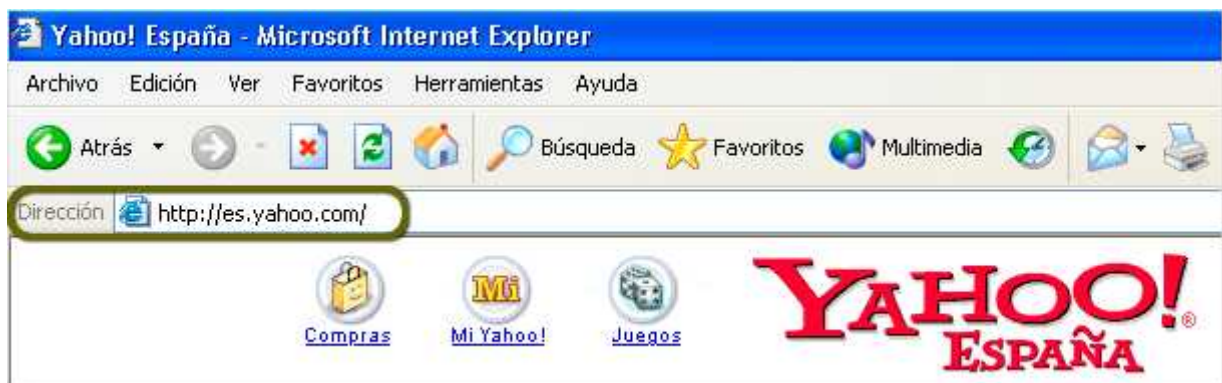 Yahoo! España - Microsoft Internet Explorer
Archivo Edición Ver Favoritos Herramientas Ayuda
Atrás Búsqueda Favoritos Multimedia
Dirección http://es.yahoo.com/
Mi
Compras Mi Yahoo! Juegos
YAHOO!®
ESPAÑA